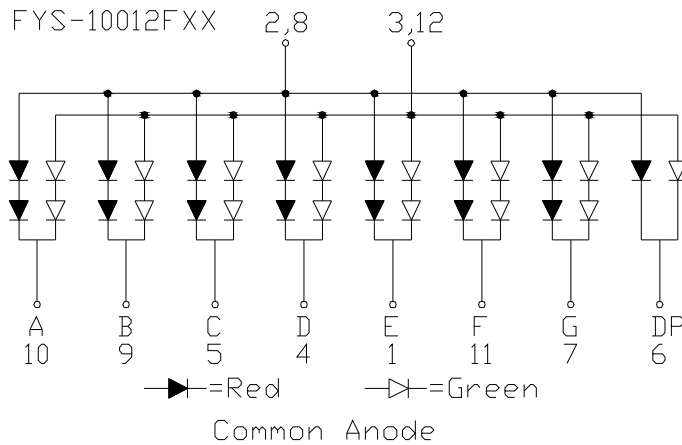 FYS-10012FXX 2,8 3,12
A B C D E F G DP
10 9 5 4 1 11 7 6
=Red =Green
Common Anode